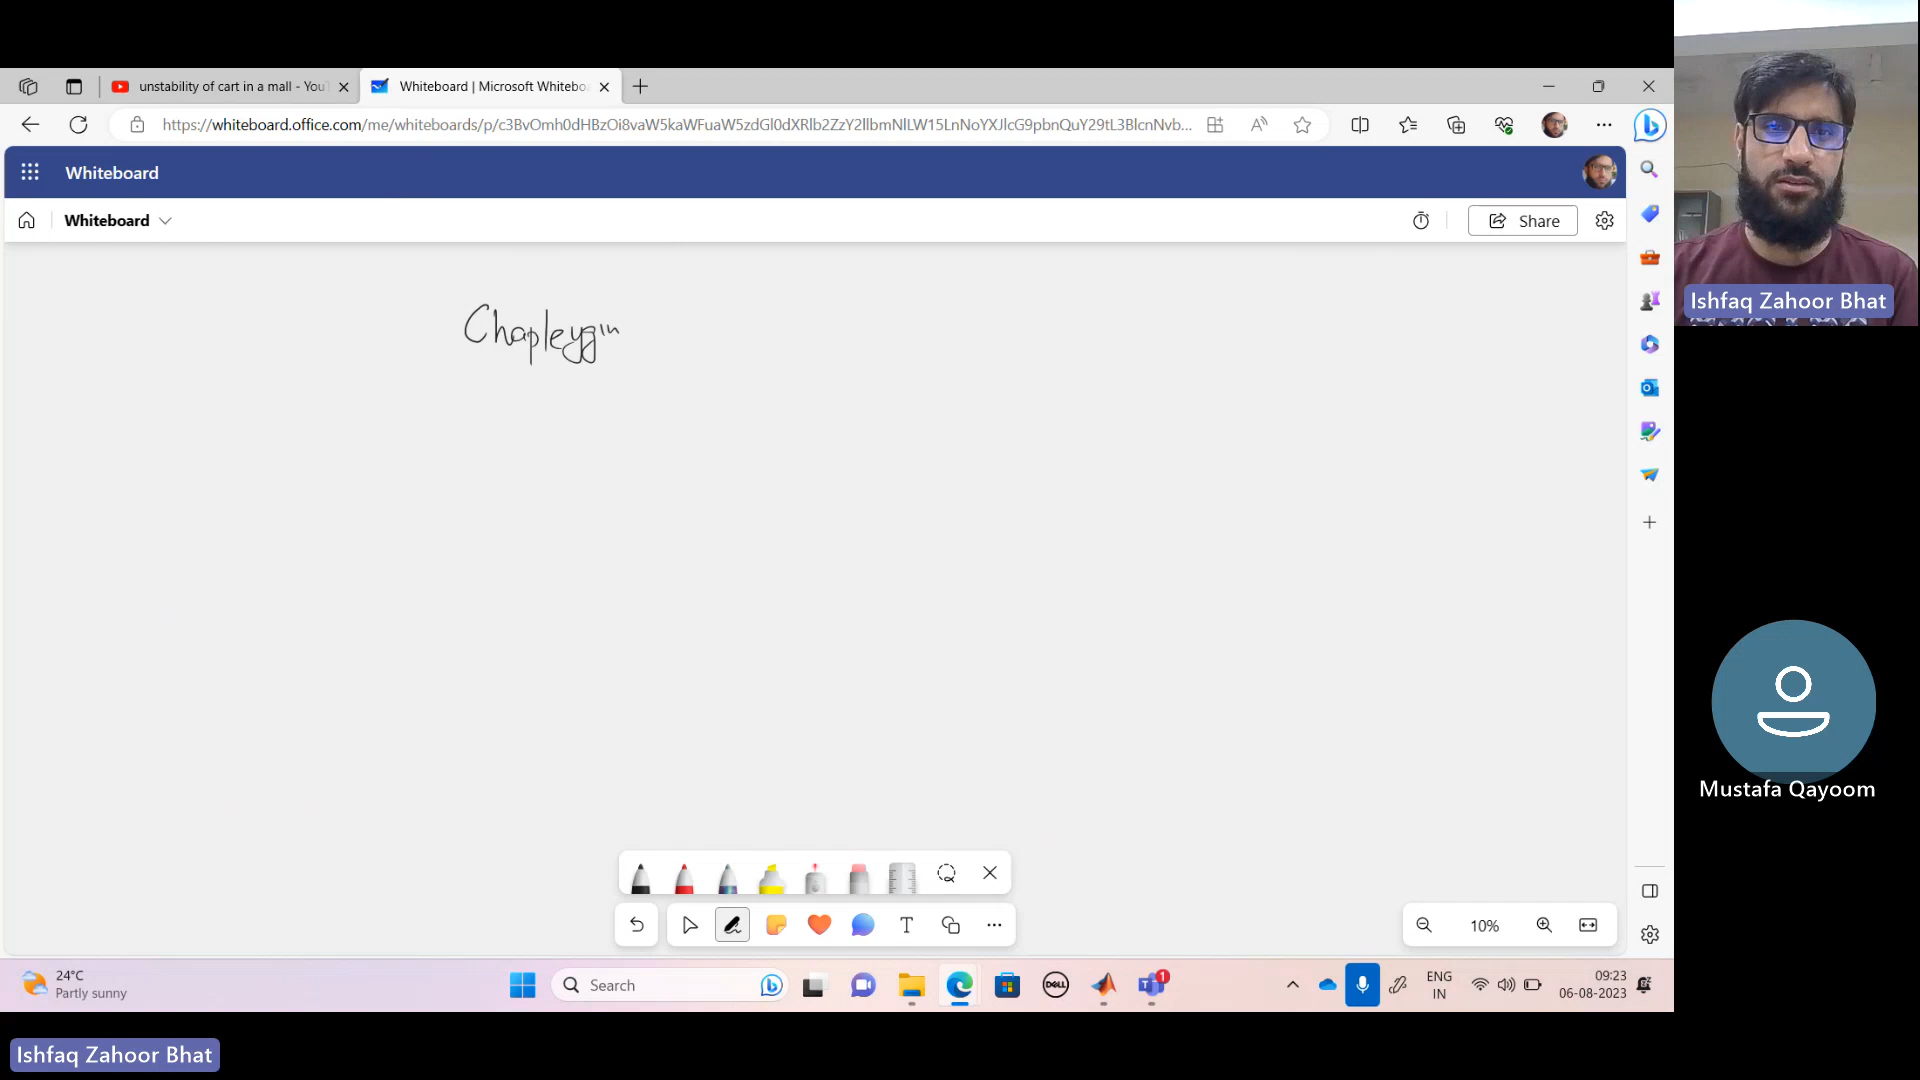 unstability of cart in a mall - You
Whiteboard | Microsoft Whitebo
https://whiteboard.office.com/me/whiteboards/p/c3BvOmh0dHBzOi8vaW5kaWFuaW5zdGl0dXRlb2ZzY2llbmNlLW15LnNoYXJlcG9pbnQuY29tL3BlcnNvb...
Whiteboard
Whiteboard
Share
Ishfaq Zahoor Bhat
Chapleygin
Mustafa Qayoom
T
10%
24°C
Partly sunny
Search
DELL
1
ENG
IN
09:23
06-08-2023
Ishfaq Zahoor Bhat